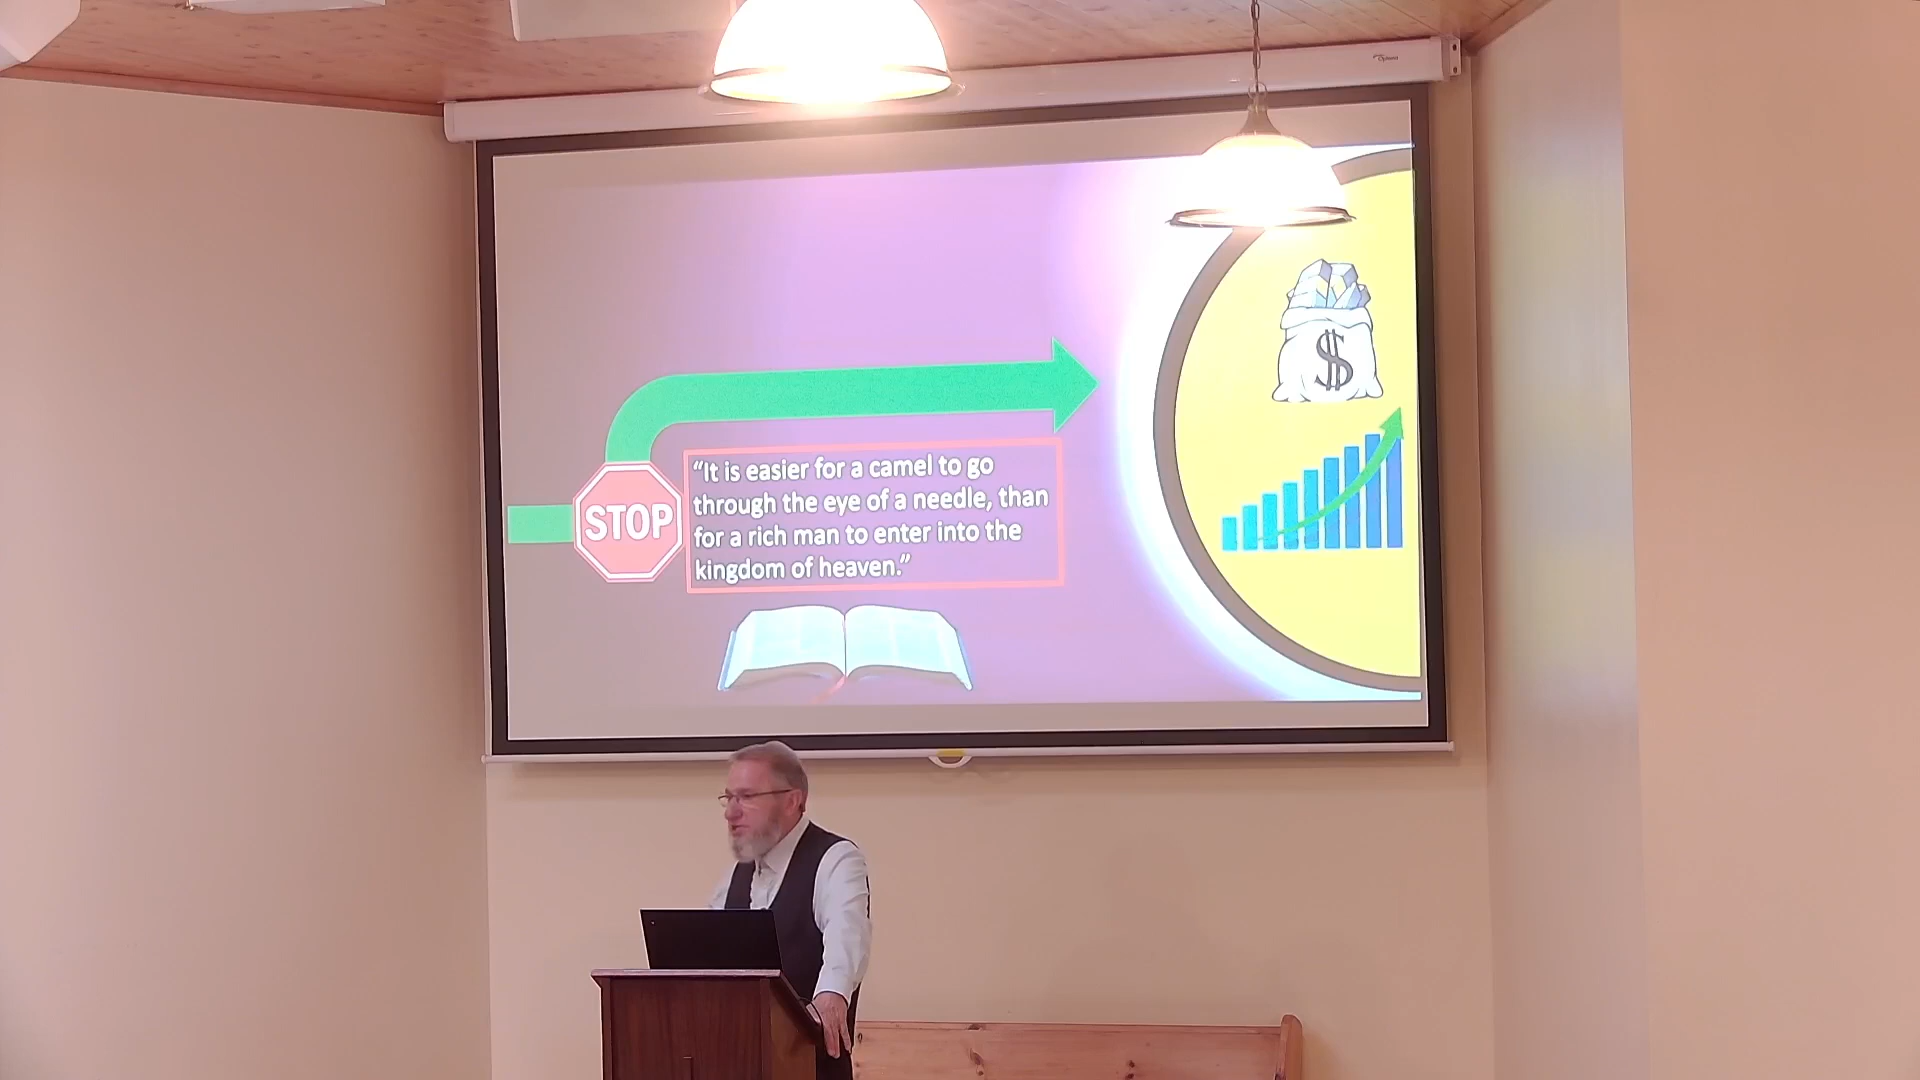 Optoma
$
STOP
“It is easier for a camel to go
through the eye of a needle, than
for a rich man to enter into the
kingdom of heaven.”